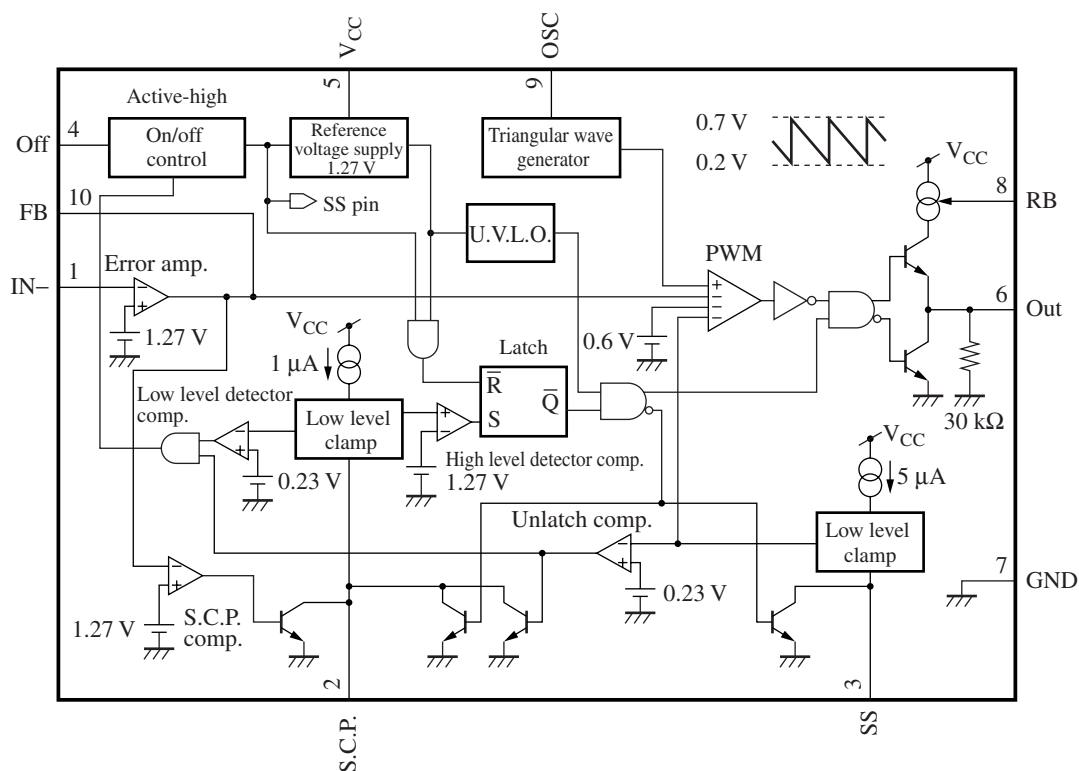 VCC
OSC
5
9
Active-high
4
Off
On/off
control
Reference
voltage supply
1.27 V
Triangular wave
generator
0.7 V
0.2 V
VCC
8
RB
10
FB
SS pin
U.V.L.O.
PWM
1
IN–
Error amp.
1.27 V
VCC
1 µA
0.6 V
6
Out
30 kΩ
Latch
R
S
Q
Low level detector
comp.
Low level
clamp
0.23 V
High level detector comp.
1.27 V
VCC
5 µA
Unlatch comp.
Low level
clamp
0.23 V
7
GND
1.27 V
S.C.P.
comp.
2
3
S.C.P.
SS